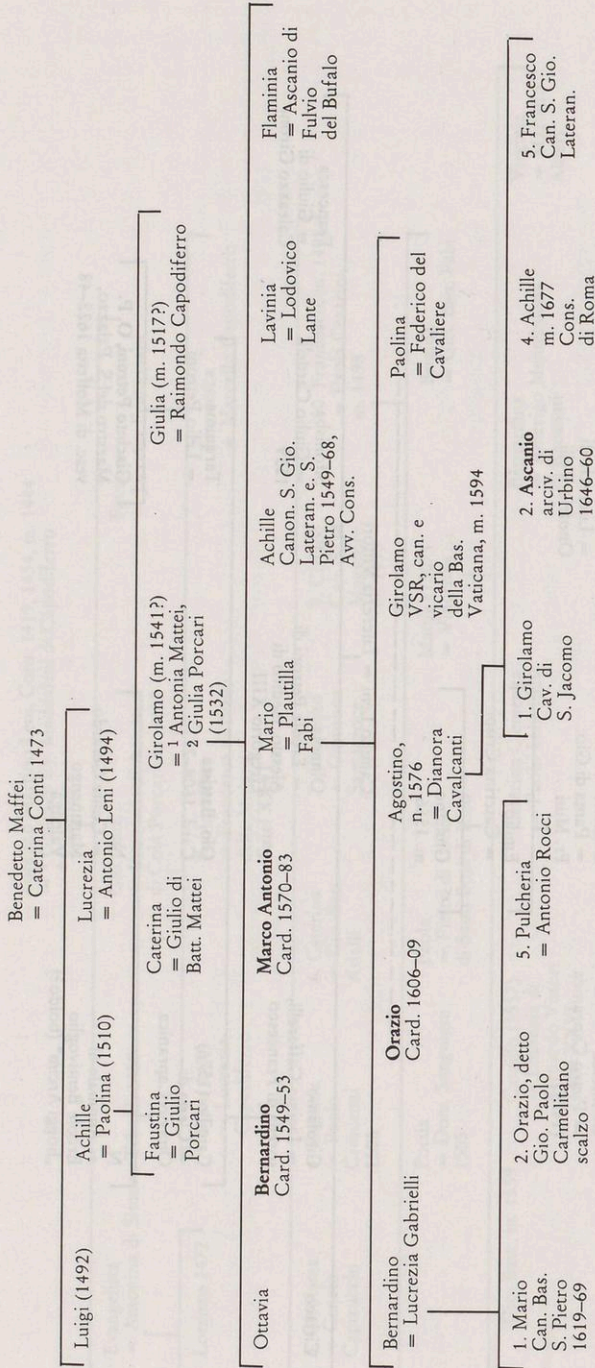 Benedetto Maffei
= Caterina Conti 1473
Luigi (1492)
Achille
= Paolina (1510)
Lucrezia
= Antonio Leni (1494)
Faustina
= Giulio
Porcari
Caterina
= Giulio di
Batt. Mattei
Girolamo (m. 1541?)
= 1 Antonia Mattei,
2 Giulia Porcari
(1532)
Giulia (m. 1517?)
= Raimondo Capodiferro
Ottavia
Bernardino
Card. 1549–53
Marco Antonio
Card. 1570–83
Mario
= Plautilla
Fabi
Achille
Canon. S. Gio.
Lateran. e. S.
Pietro 1549–68,
Avv. Cons.
Lavinia
= Lodovico
Lante
Flaminia
= Ascanio di
Fulvio
del Bufalo
Bernardino
= Lucrezia Gabrielli
Orazio
Card. 1606–09
Agostino,
n. 1576
= Dianora
Cavalcanti
Girolamo
VSR, can. e
vicario
della Bas.
Vaticana, m. 1594
Paolina
= Federico del
Cavaliere
1. Mario
Can. Bas.
S. Pietro
1619–69
2. Orazio, detto
Gio. Paolo
Carmelitano
scalzo
5. Pulcheria
= Antonio Rocci
1. Girolamo
Cav. di
S. Jacomo
2. Ascanio
arciv. di
Urbino
1646–60
4. Achille
m. 1677
Cons.
di Roma
5. Francesco
Can. S. Gio.
Lateran.